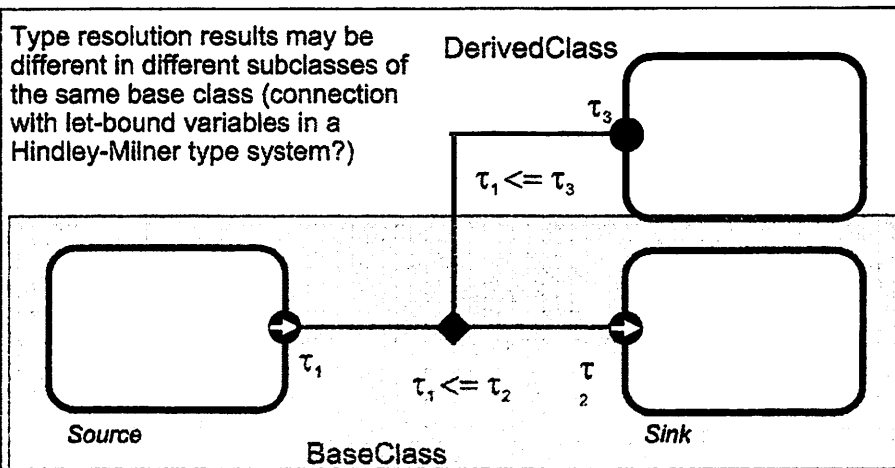 Type resolution results may be
different in different subclasses of
the same base class (connection
with let-bound variables in a
Hindley-Milner type system?)
DerivedClass
τ₃
τ₁ <= τ₃
τ₁
τ₁ <= τ₂
τ
2
Source
Sink
BaseClass